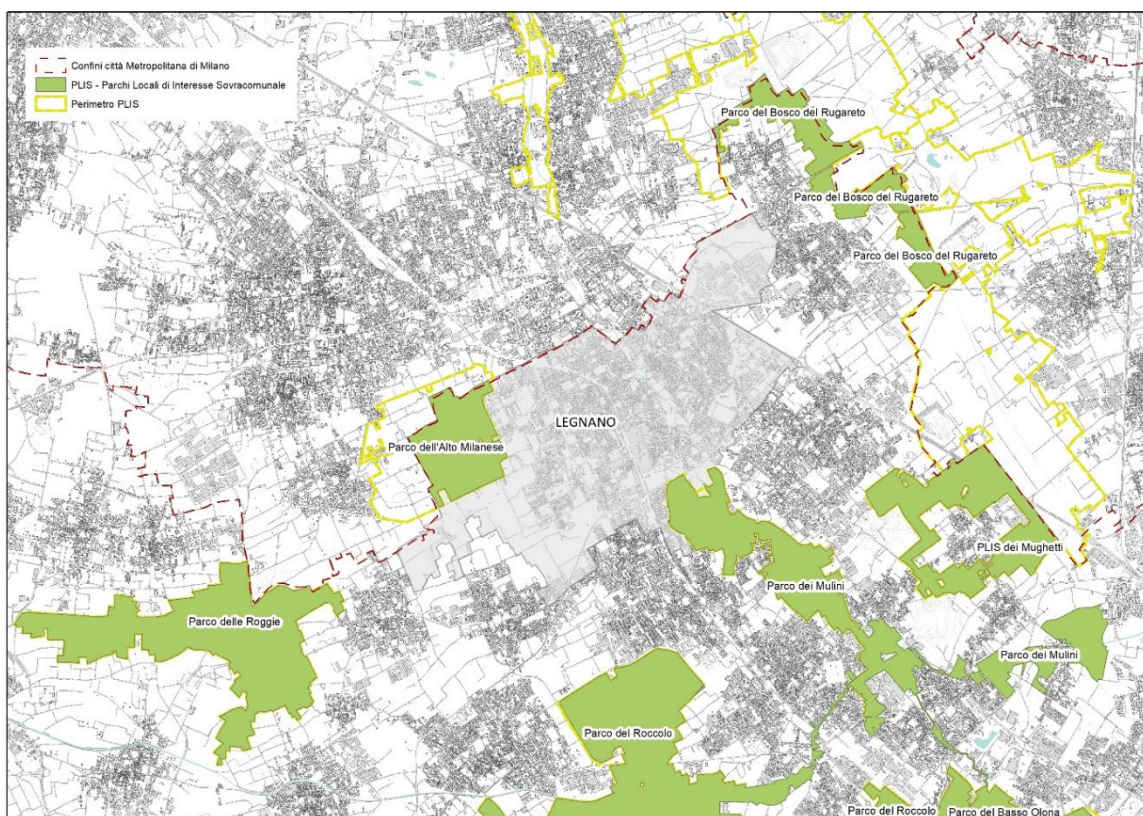 Confini città Metropolitana di Milano
PLIS - Parchi Locali di Interesse Sovracomunale
Perimetro PLIS
Parco del Bosco del Rugareto
Parco del Bosco del Rugareto
Parco del Bosco del Rugareto
LEGNANO
Parco dell'Alto Milanese
PLIS dei Mughetti
Parco dei Mulini
Parco delle Roggie
Parco dei Mulini
Parco del Roccolo
Parco del Roccolo
Parco del Basso Olona